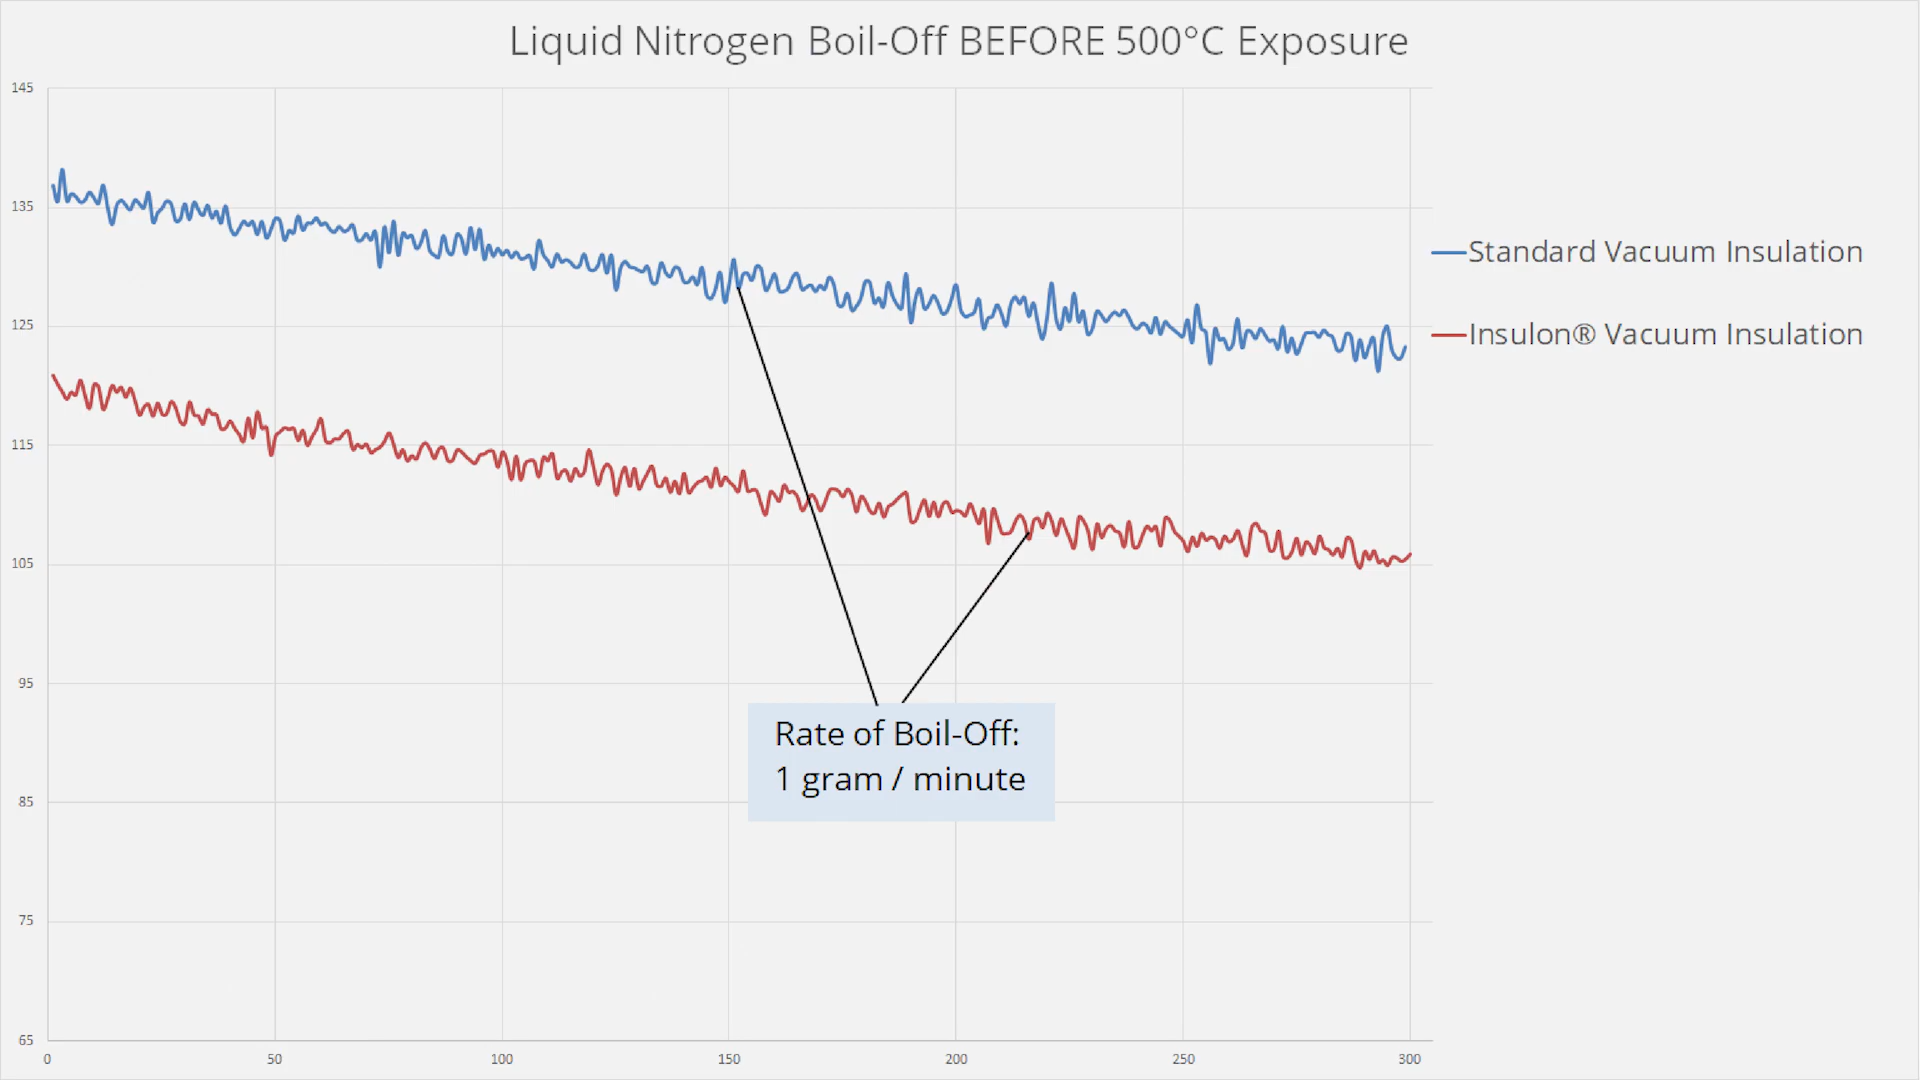 Liquid Nitrogen Boil-Off BEFORE 500°C Exposure
145
135
125
115
105
95
85
75
65
0 50 100 150 200 250 300
Standard Vacuum Insulation
Insulon® Vacuum Insulation
Rate of Boil-Off:
1 gram / minute